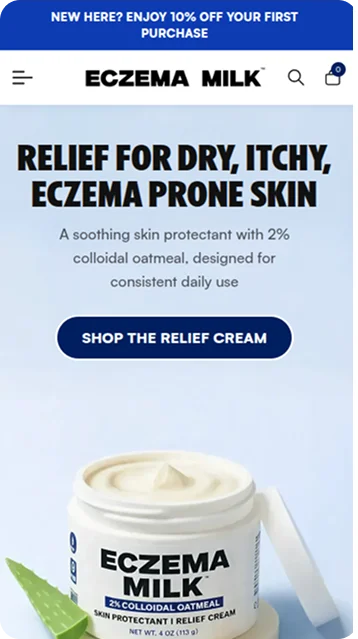 NEW HERE? ENJOY 10% OFF YOUR FIRST
PURCHASE
ECZEMA MILK™
0
RELIEF FOR DRY, ITCHY,
ECZEMA PRONE SKIN
A soothing skin protectant with 2%
colloidal oatmeal, designed for
consistent daily use
SHOP THE RELIEF CREAM
ECZEMA
MILK™
2% COLLOIDAL OATMEAL
SKIN PROTECTANT | RELIEF CREAM
NET WT. 4 OZ (113 g)